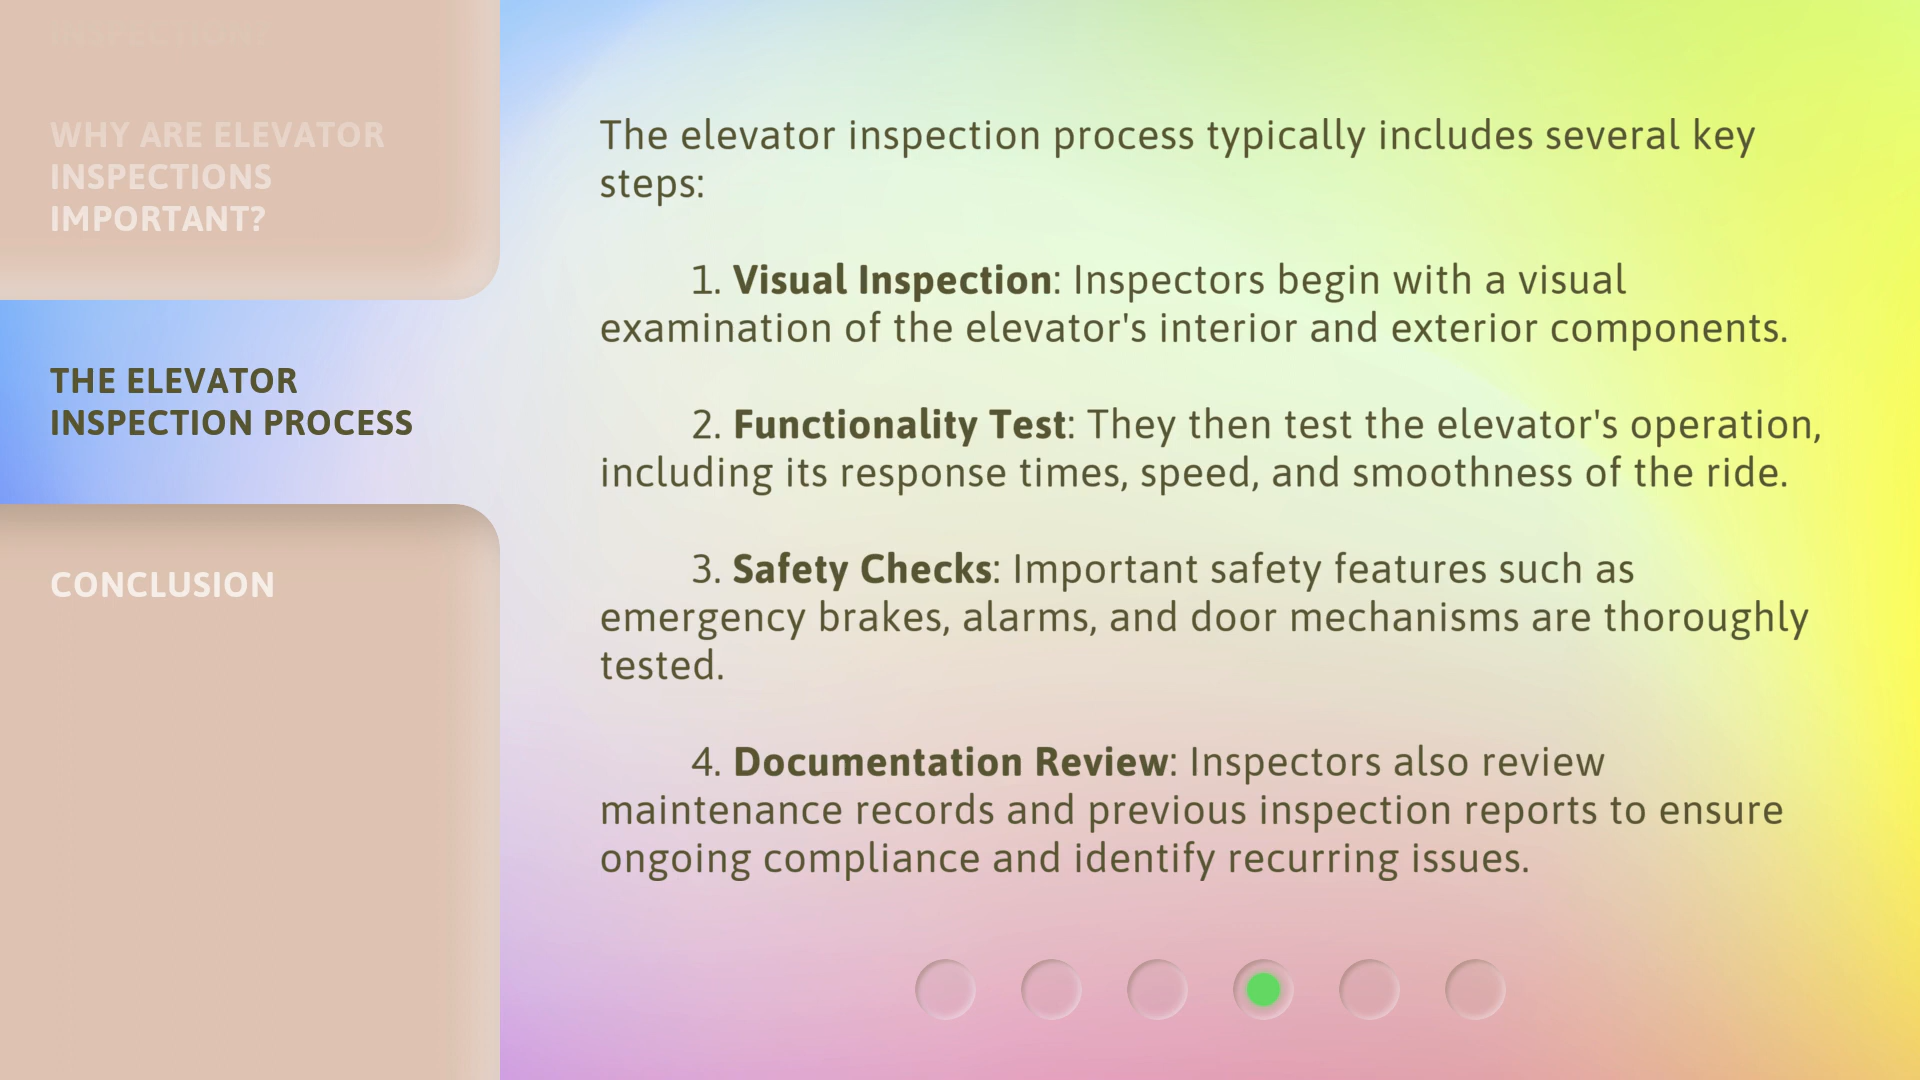 WHY ARE ELEVATOR
INSPECTIONS
IMPORTANT?
THE ELEVATOR
INSPECTION PROCESS
CONCLUSION
The elevator inspection process typically includes several key
steps:
1. Visual Inspection: Inspectors begin with a visual
examination of the elevator's interior and exterior components.
2. Functionality Test: They then test the elevator's operation,
including its response times, speed, and smoothness of the ride.
3. Safety Checks: Important safety features such as
emergency brakes, alarms, and door mechanisms are thoroughly
tested.
4. Documentation Review: Inspectors also review
maintenance records and previous inspection reports to ensure
ongoing compliance and identify recurring issues.